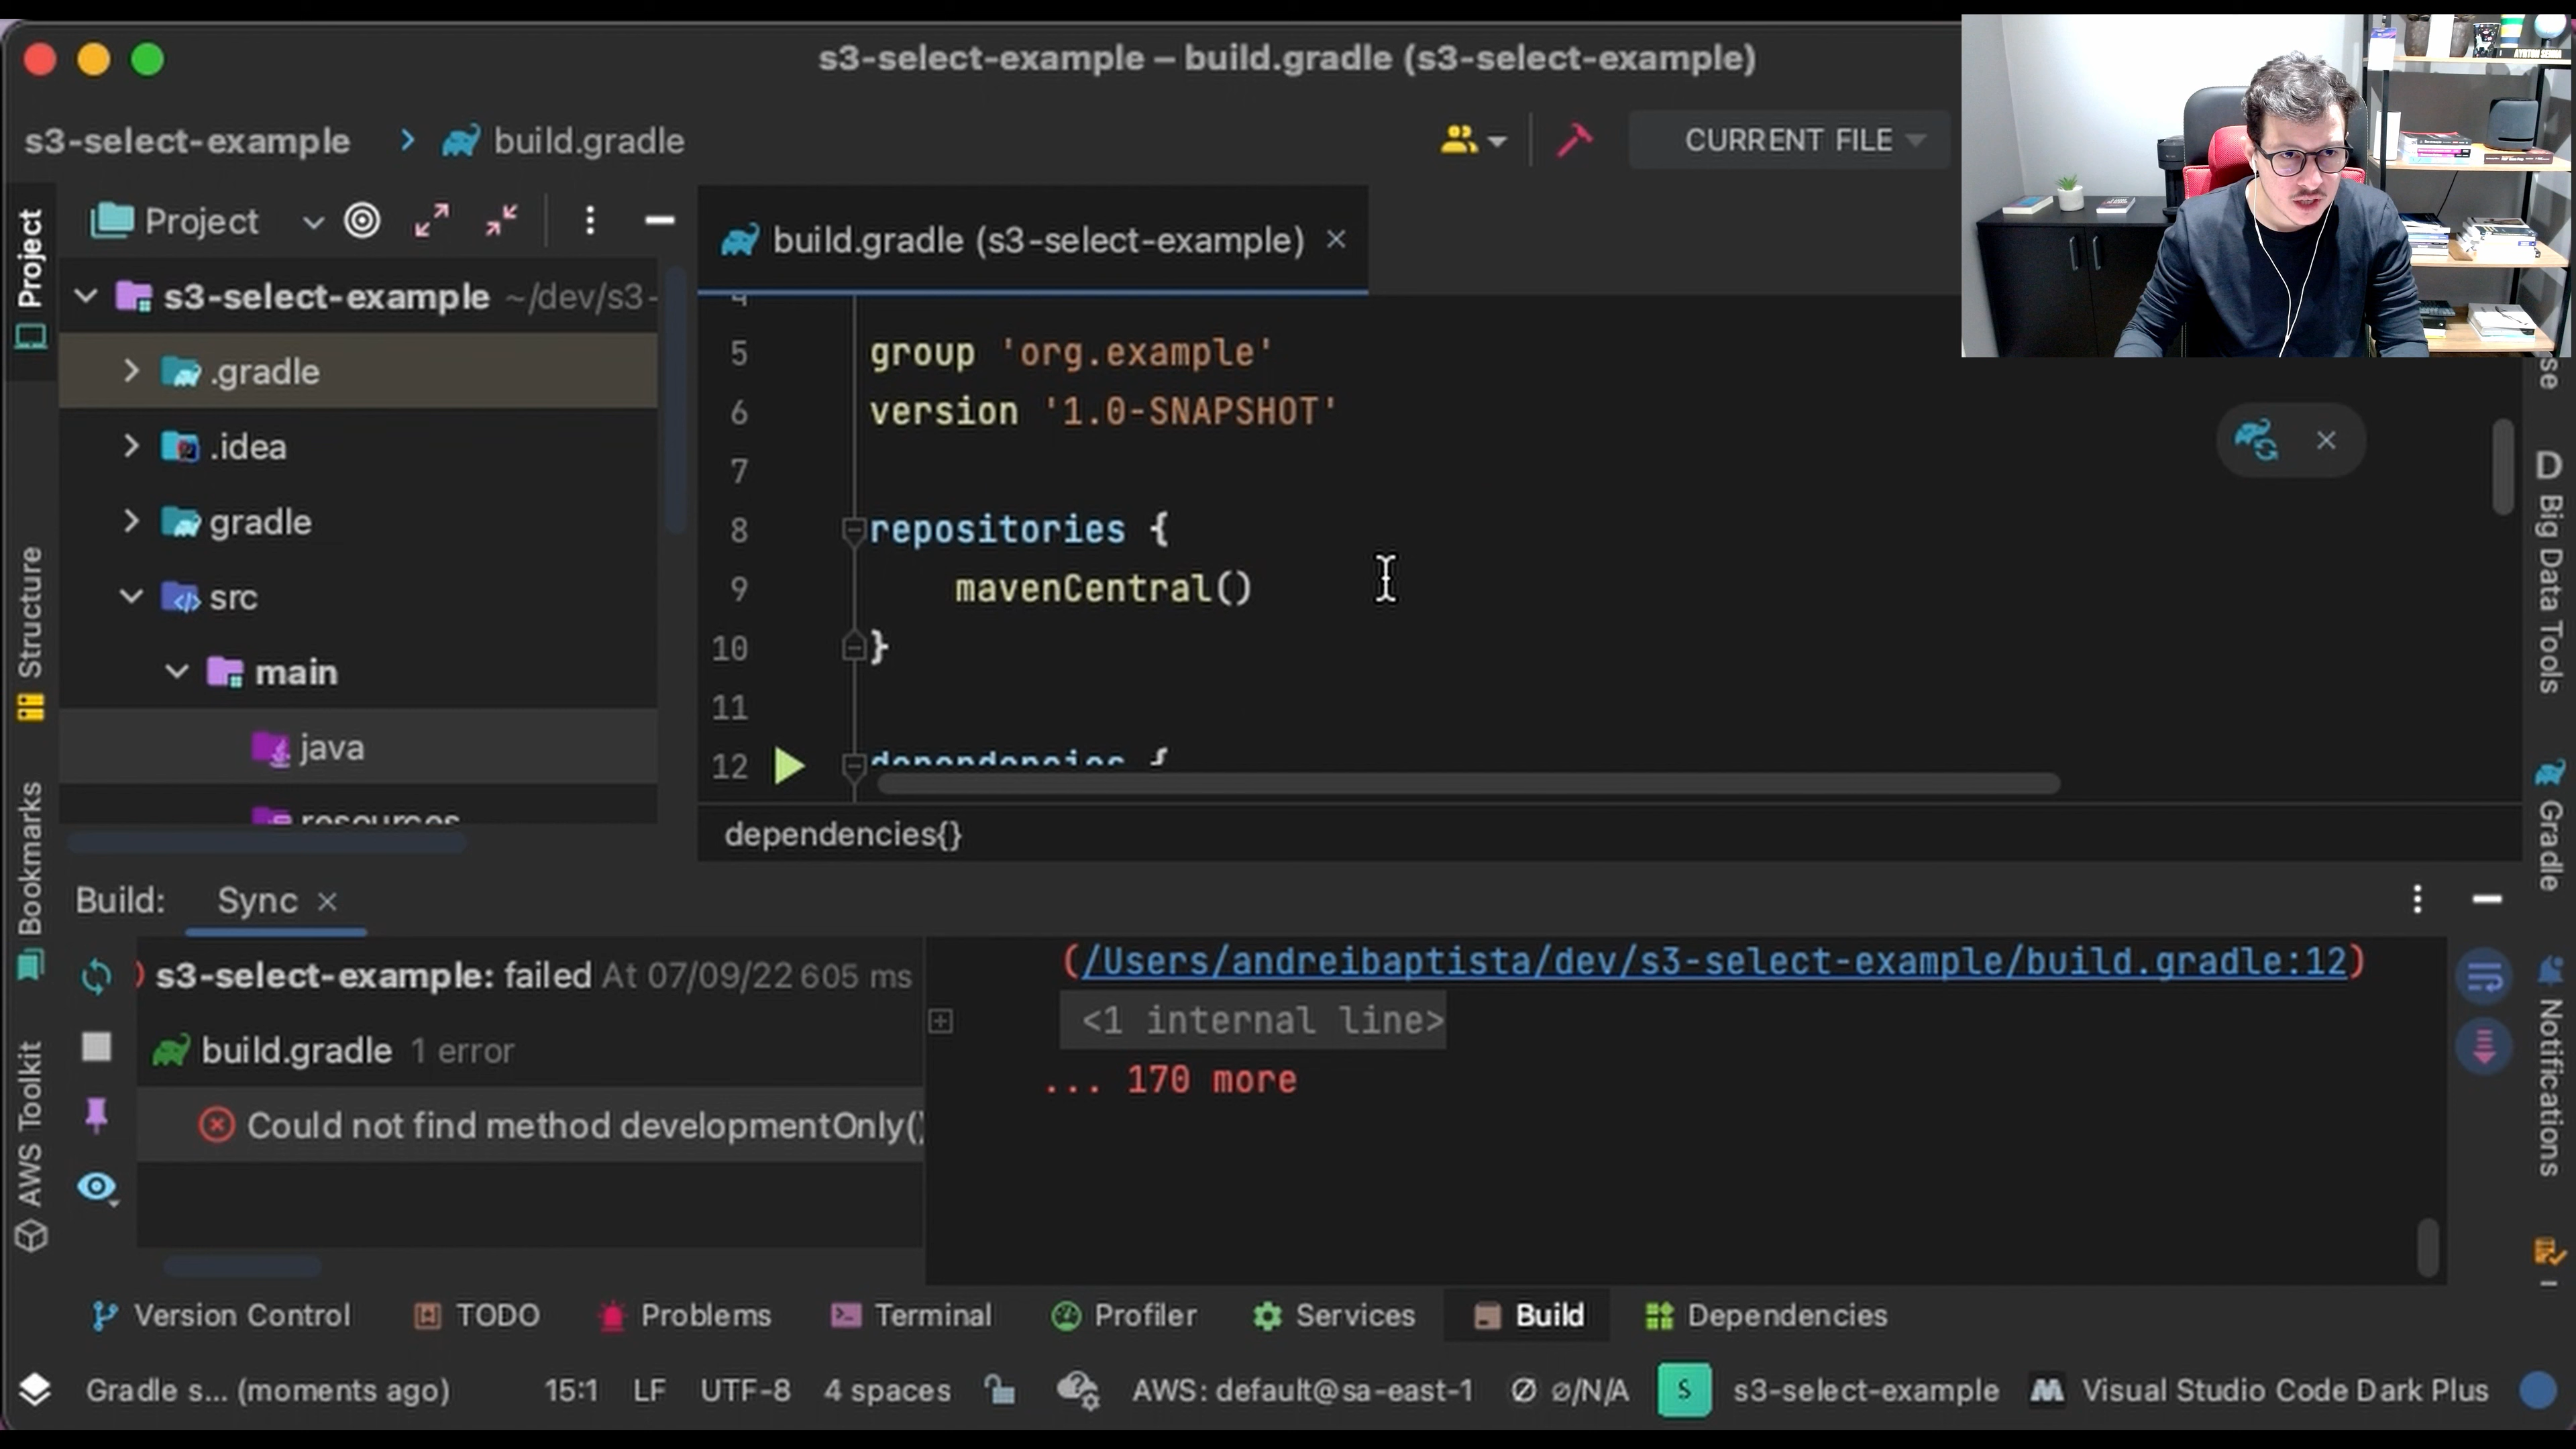 s3-select-example – build.gradle (s3-select-example)
s3-select-example
build.gradle
CURRENT FILE
AYRTON SENNA
Project
Project
build.gradle (s3-select-example)
s3-select-example ~/dev/s3-
.gradle
.idea
gradle
src
main
java
resources
4
5 group 'org.example'
6 version '1.0-SNAPSHOT'
7
8 repositories {
9 mavenCentral()
10 }
11
12 dependencies {
dependencies{}
Structure
Bookmarks
AWS Toolkit
se
D Big Data Tools
Gradle
Notifications
Build: Sync
s3-select-example: failed At 07/09/22 605 ms
build.gradle 1 error
Could not find method developmentOnly()
(/Users/andreibaptista/dev/s3-select-example/build.gradle:12)
<1 internal line>
... 170 more
Version Control TODO Problems Terminal Profiler Services Build Dependencies
Gradle s... (moments ago) 15:1 LF UTF-8 4 spaces AWS: default@sa-east-1 ∅/N/A S s3-select-example Visual Studio Code Dark Plus